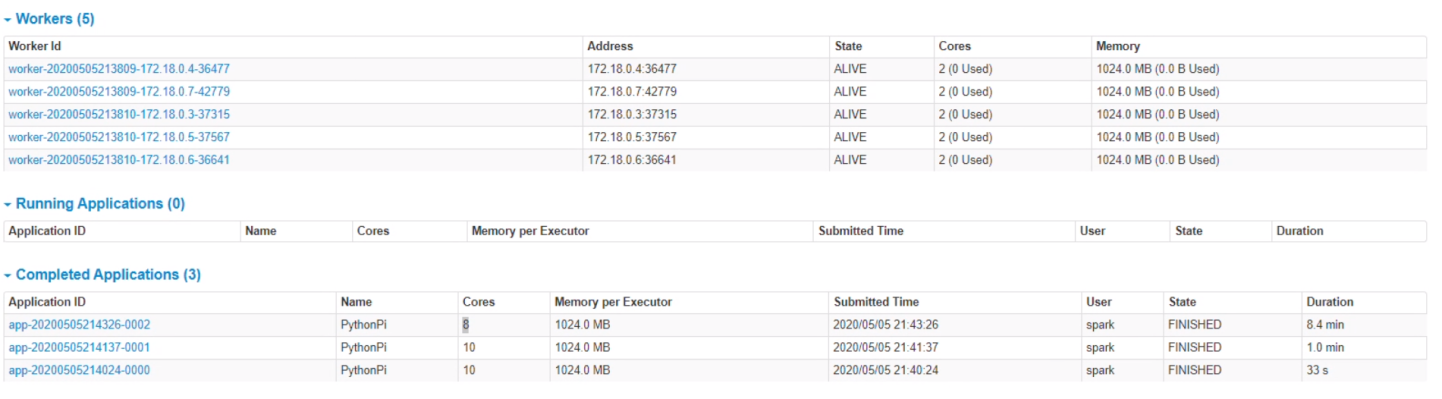 Workers (5)
Worker Id Address State Cores Memory
worker-20200505213809-172.18.0.4-36477 172.18.0.4:36477 ALIVE 2 (0 Used) 1024.0 MB (0.0 B Used)
worker-20200505213809-172.18.0.7-42779 172.18.0.7:42779 ALIVE 2 (0 Used) 1024.0 MB (0.0 B Used)
worker-20200505213810-172.18.0.3-37315 172.18.0.3:37315 ALIVE 2 (0 Used) 1024.0 MB (0.0 B Used)
worker-20200505213810-172.18.0.5-37567 172.18.0.5:37567 ALIVE 2 (0 Used) 1024.0 MB (0.0 B Used)
worker-20200505213810-172.18.0.6-36641 172.18.0.6:36641 ALIVE 2 (0 Used) 1024.0 MB (0.0 B Used)
Running Applications (0)
Application ID Name Cores Memory per Executor Submitted Time User State Duration
Completed Applications (3)
Application ID Name Cores Memory per Executor Submitted Time User State Duration
app-20200505214326-0002 PythonPi 8 1024.0 MB 2020/05/05 21:43:26 spark FINISHED 8.4 min
app-20200505214137-0001 PythonPi 10 1024.0 MB 2020/05/05 21:41:37 spark FINISHED 1.0 min
app-20200505214024-0000 PythonPi 10 1024.0 MB 2020/05/05 21:40:24 spark FINISHED 33 s